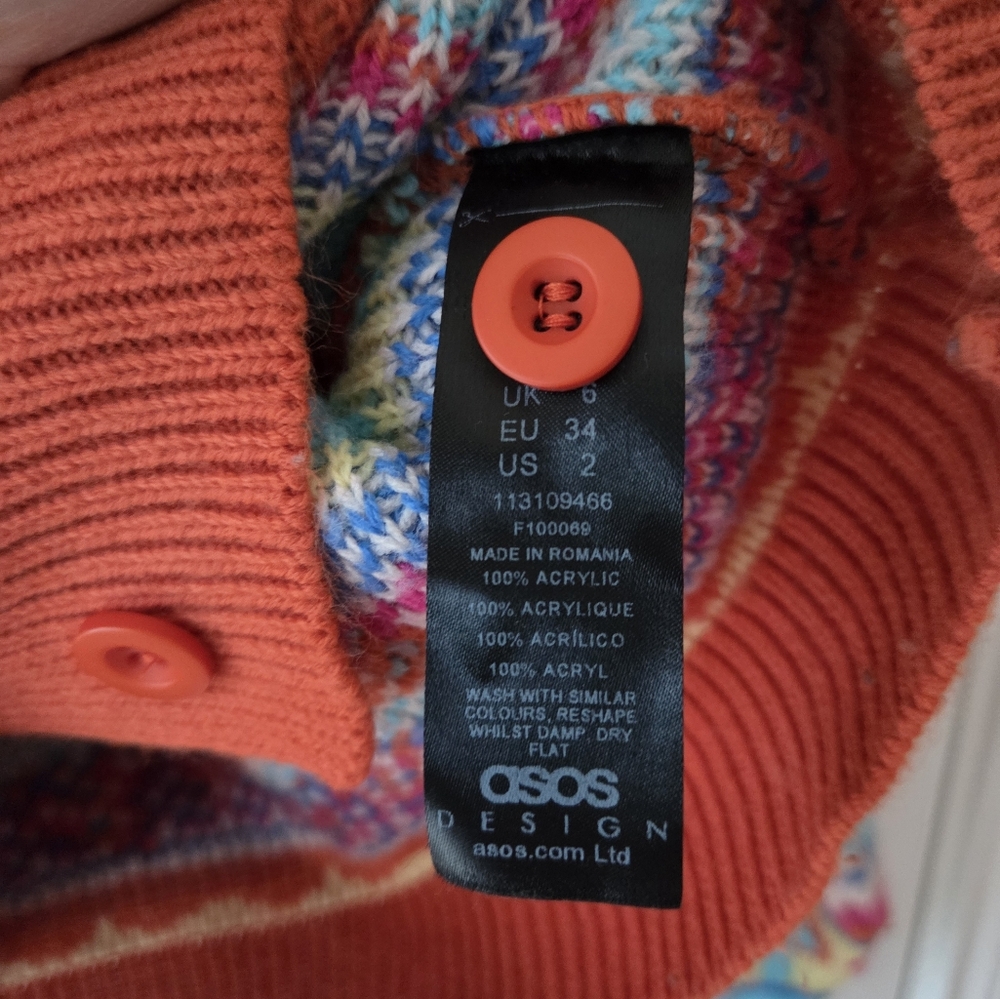 UK 6
EU 34
US 2
113109466
F100069
MADE IN ROMANIA
100% ACRYLIC
100% ACRYLIQUE
100% ACRÍLICO
100% ACRYL
WASH WITH SIMILAR
COLOURS, RESHAPE
WHILST DAMP, DRY
FLAT
asos
DESIGN
asos.com Ltd